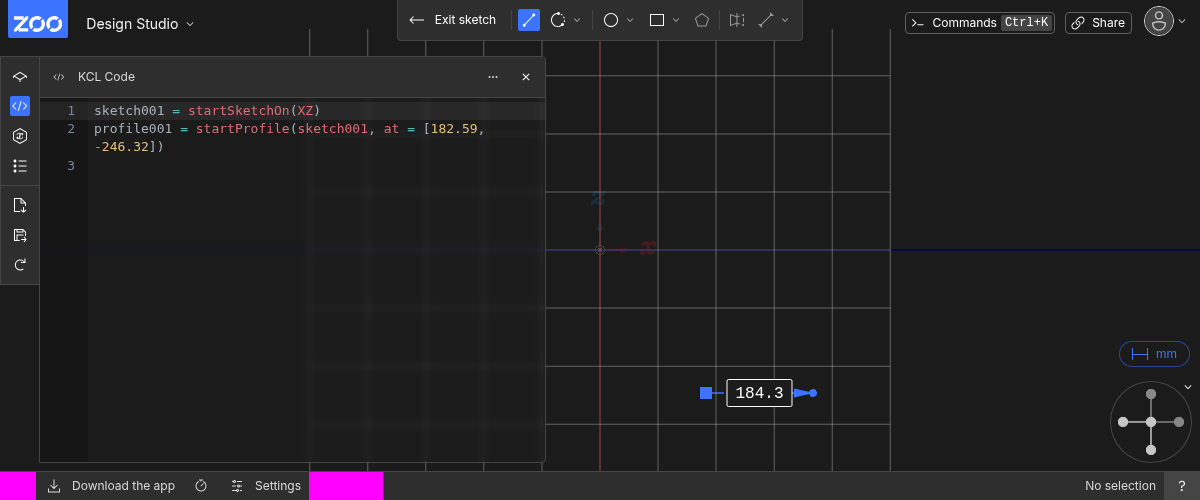 ZOO
Design Studio
Exit sketch
Commands Ctrl+K
Share
KCL Code
1 sketch001 = startSketchOn(XZ)
2 profile001 = startProfile(sketch001, at = [182.59,
-246.32])
3
z
x
184.3
mm
Download the app
Settings
No selection
?